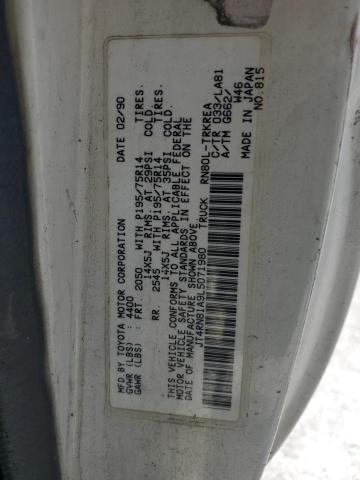 MFD BY TOYOTA MOTOR CORPORATION DATE 02/90
GVWR (LBS) : 4400
GAWR (LBS) : FRT. 2050 WITH P195/75R14 TIRES.
14X5J RIMS. AT 29PSI COLD.
RR. 2545 WITH P195/75R14 TIRES.
14X5J RIMS. AT 35PSI COLD.
THIS VEHICLE CONFORMS TO ALL APPLICABLE FEDERAL
MOTOR VEHICLE SAFETY STANDARDS IN EFFECT ON THE
DATE OF MANUFACTURE SHOWN ABOVE.
JT4RN81A9L5071980 TRUCK RN80L-TRKREA
C/TR 033/LA81
A/TM G662/
W46
MADE IN JAPAN
NO.815